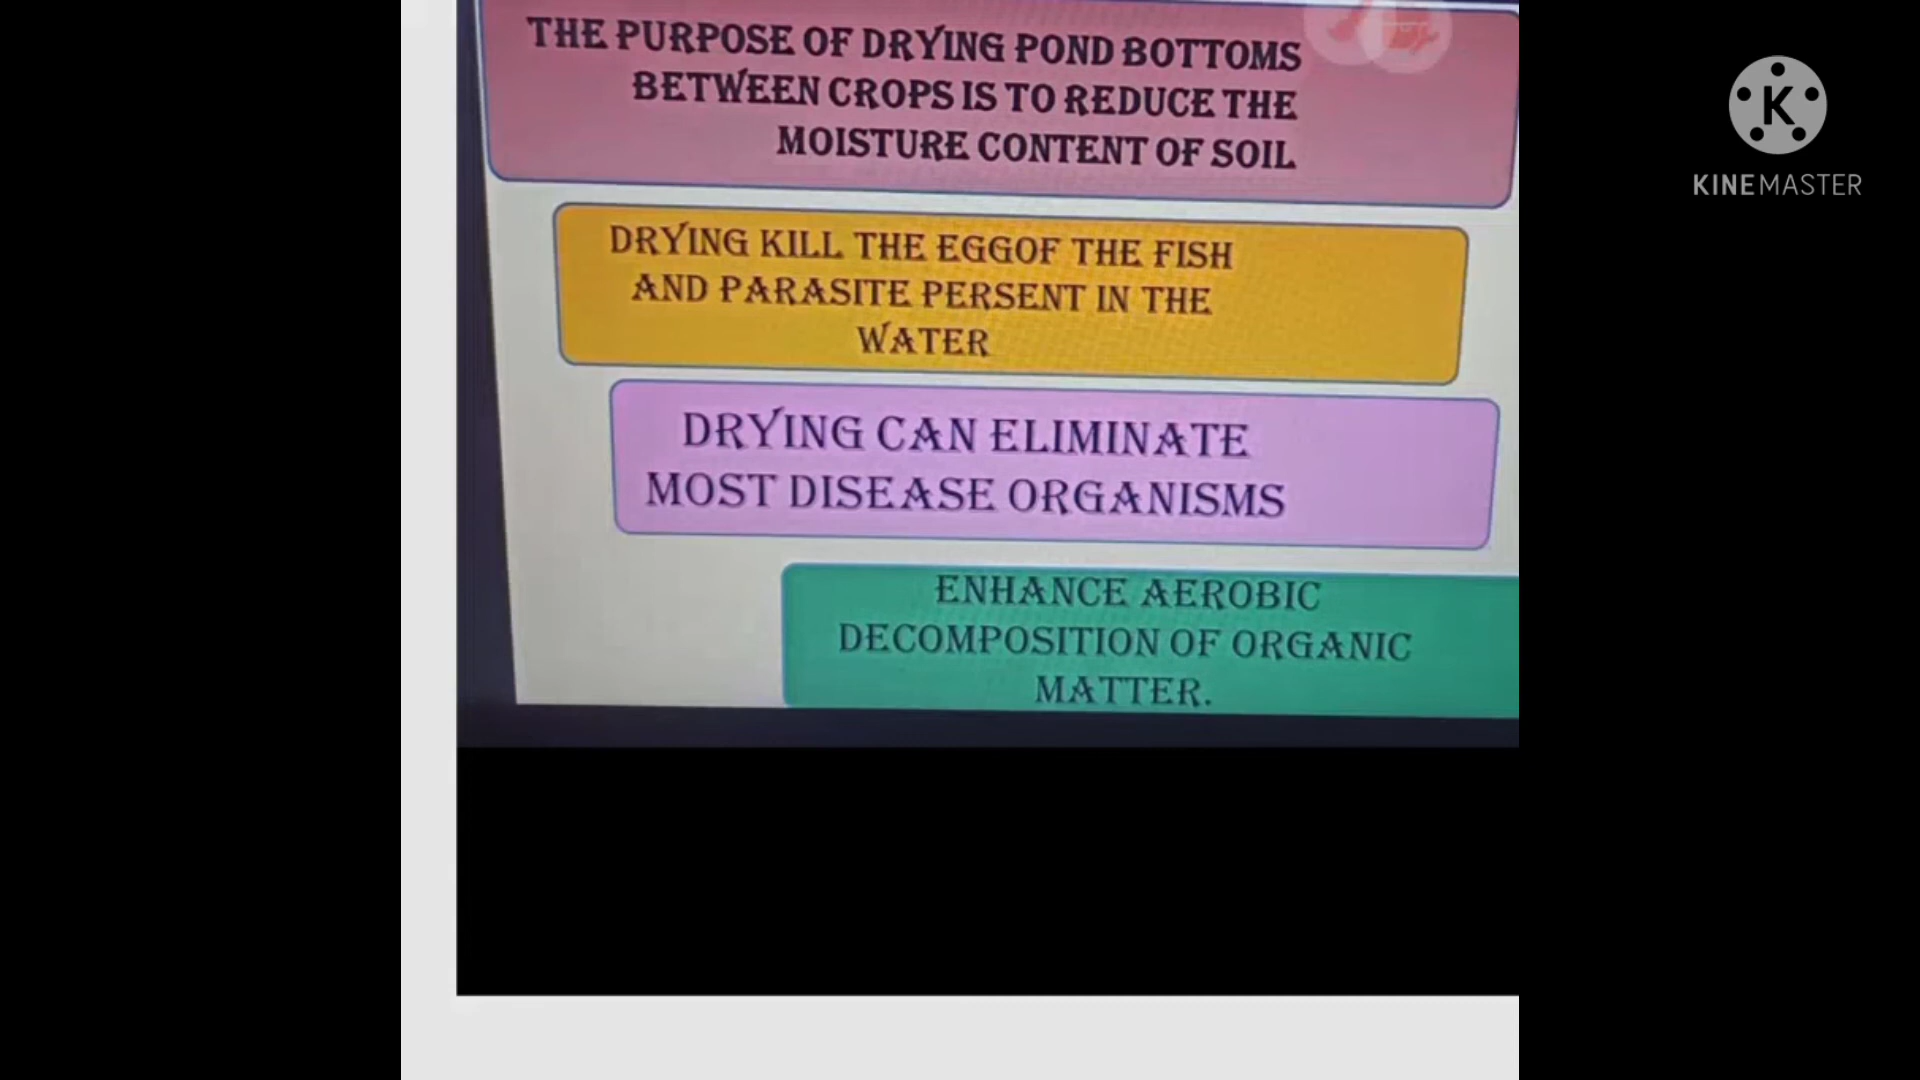 THE PURPOSE OF DRYING POND BOTTOMS
BETWEEN CROPS IS TO REDUCE THE
MOISTURE CONTENT OF SOIL
DRYING KILL THE EGGOF THE FISH
AND PARASITE PERSENT IN THE
WATER
DRYING CAN ELIMINATE
MOST DISEASE ORGANISMS
ENHANCE AEROBIC
DECOMPOSITION OF ORGANIC
MATTER.
K
KINEMASTER